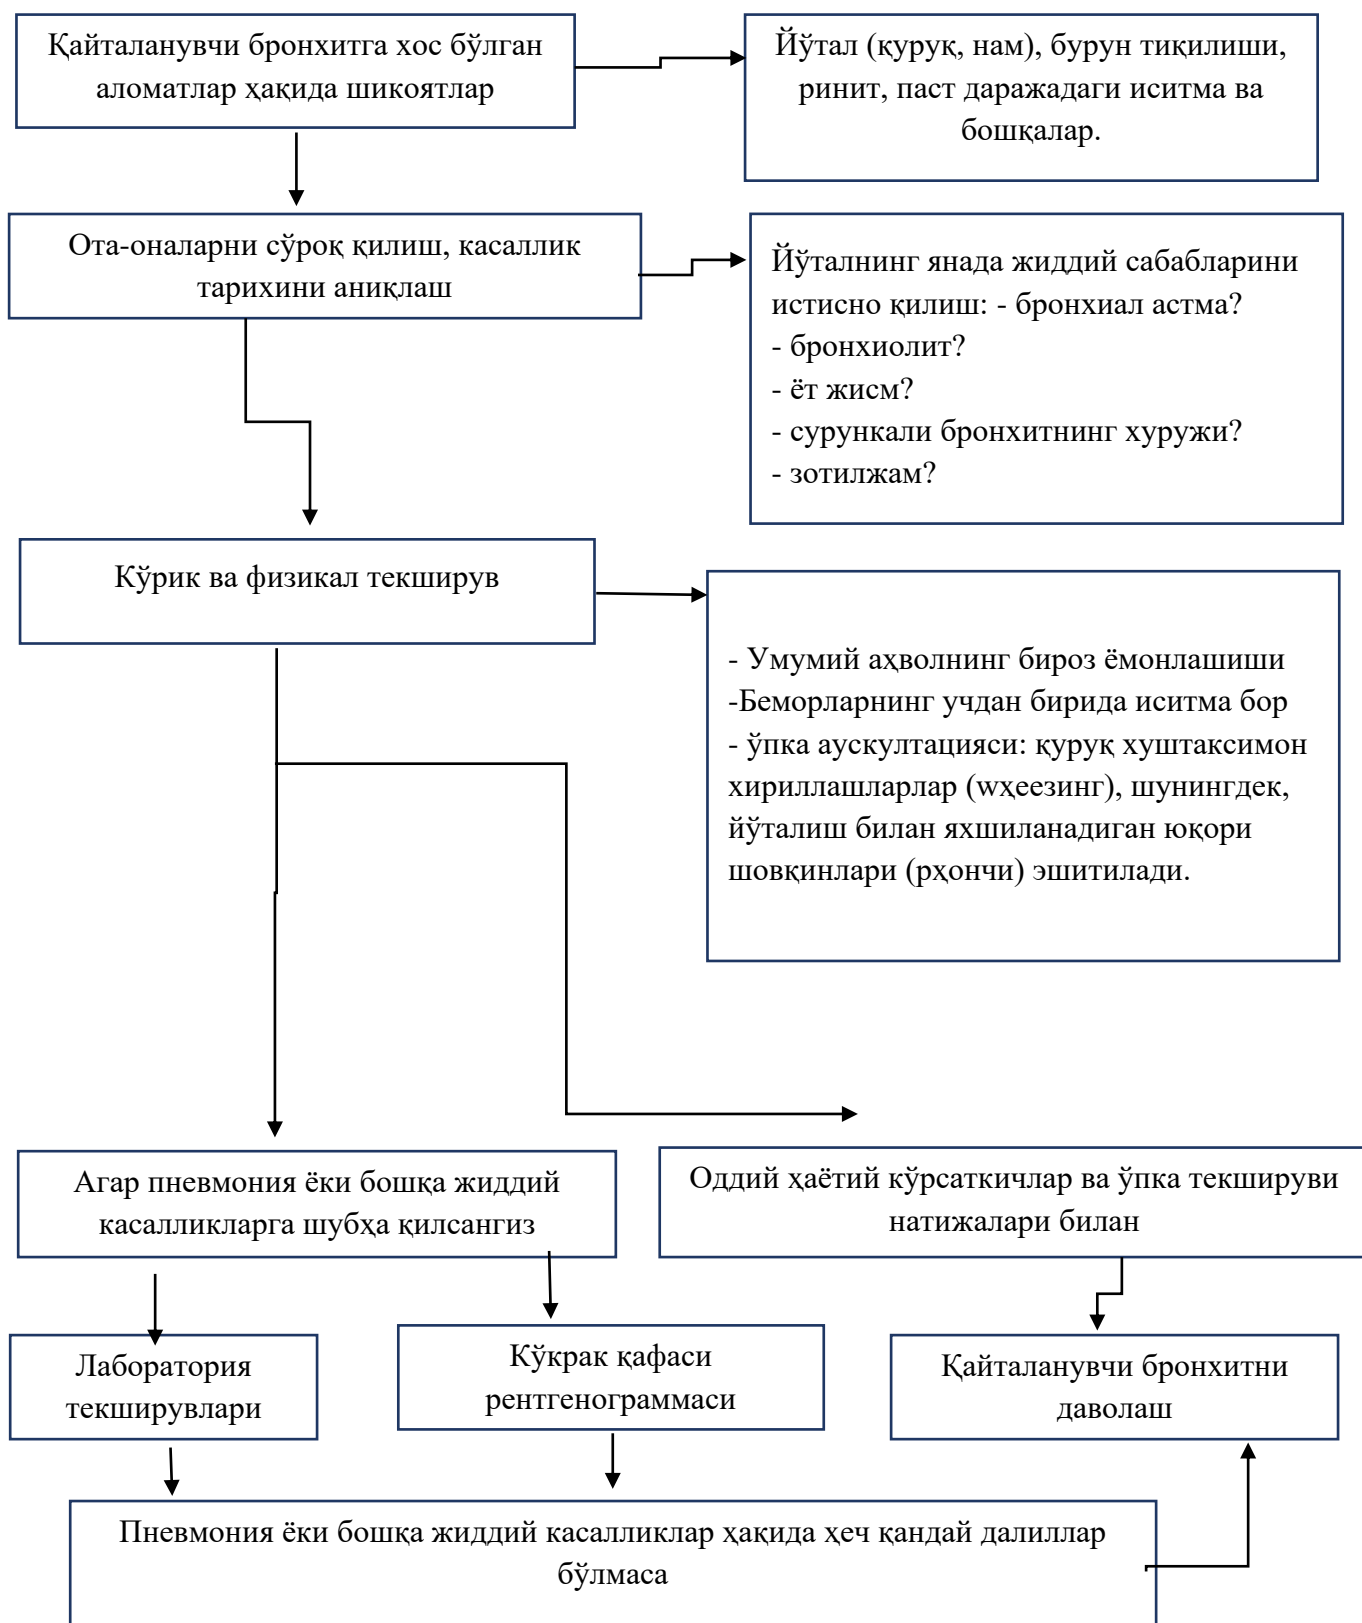 Қайталанувчи бронхитга хос бўлган
аломатлар ҳақида шикоятлар
Йўтал (қуруқ, нам), бурун тиқилиши,
ринит, паст даражадаги иситма ва
бошқалар.
Ота-оналарни сўроқ қилиш, касаллик
тарихини аниқлаш
Йўталнинг янада жиддий сабабларини
истисно қилиш: - бронхиал астма?
- бронхиолит?
- ёт жисм?
- сурункали бронхитнинг хуружи?
- зотилжам?
Кўрик ва физикал текширув
- Умумий аҳволнинг бироз ёмонлашиши
-Беморларнинг учдан бирида иситма бор
- ўпка аускултацияси: қуруқ хуштаксимон
хириллашларлар (wҳеезинг), шунингдек,
йўталиш билан яхшиланадиган юқори
шовқинлари (рҳончи) эшитилади.
Агар пневмония ёки бошқа жиддий
касалликларга шубҳа қилсангиз
Оддий ҳаётий кўрсаткичлар ва ўпка текшируви
натижалари билан
Лаборатория
текширувлари
Кўкрак қафаси
рентгенограммаси
Қайталанувчи бронхитни
даволаш
Пневмония ёки бошқа жиддий касалликлар ҳақида ҳеч қандай далиллар
бўлмаса